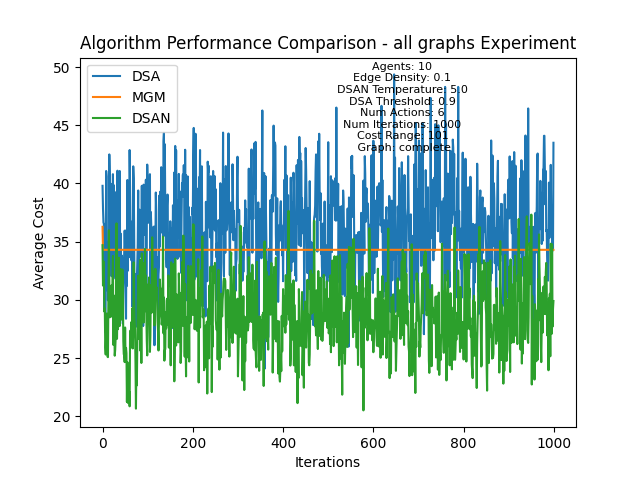 Algorithm Performance Comparison - all graphs Experiment
DSA
MGM
DSAN
Agents: 10
Edge Density: 0.1
DSAN Temperature: 5.0
DSA Threshold: 0.9
Num Actions: 6
Num Iterations: 1000
Cost Range: 101
Graph: complete
50
45
40
35
30
25
20
Average Cost
0
200
400
600
800
1000
Iterations